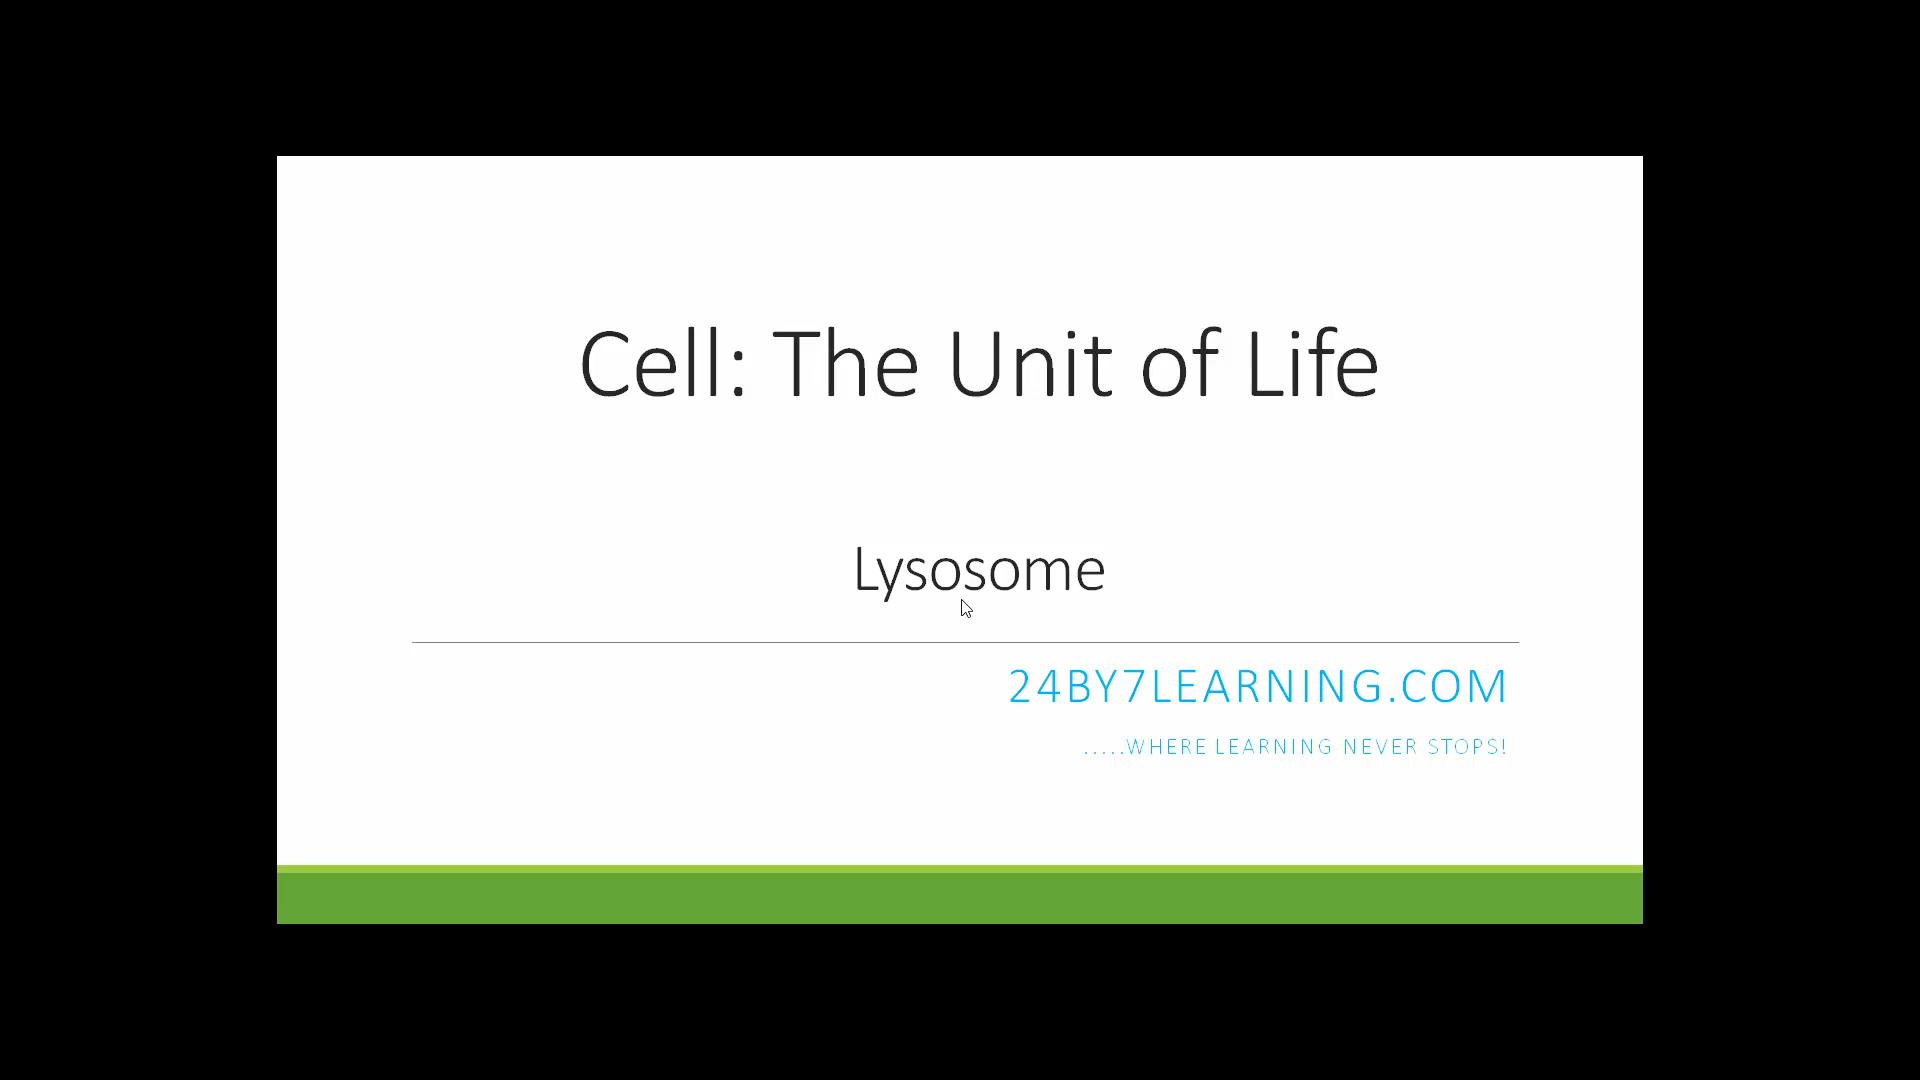 Cell: The Unit of Life
Lysosome
24BY7LEARNING.COM
.....WHERE LEARNING NEVER STOPS!